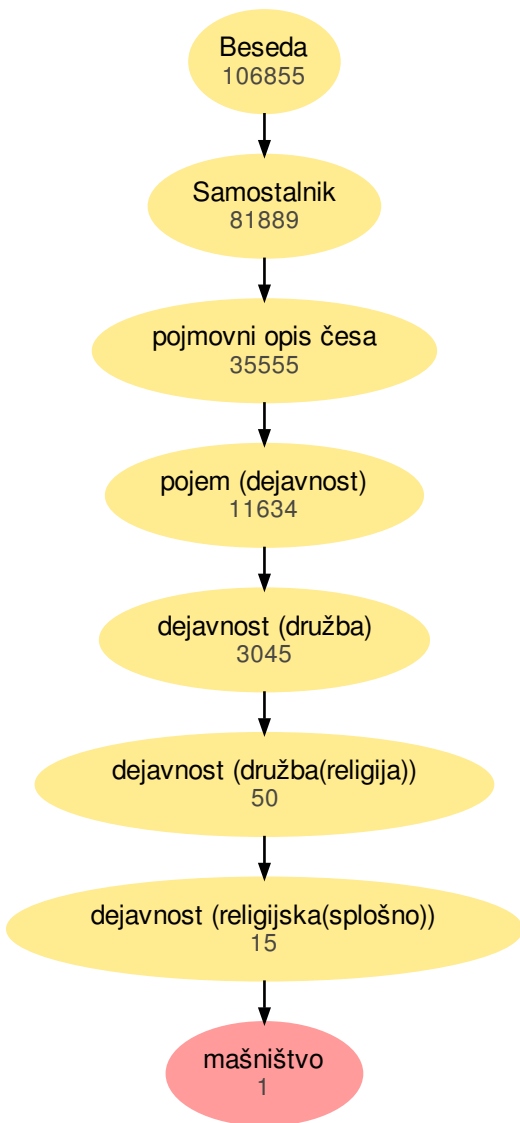 Beseda
106855
Samostalnik
81889
pojmovni opis česa
35555
pojem (dejavnost)
11634
dejavnost (družba)
3045
dejavnost (družba(religija))
50
dejavnost (religijska(splošno))
15
mašništvo
1